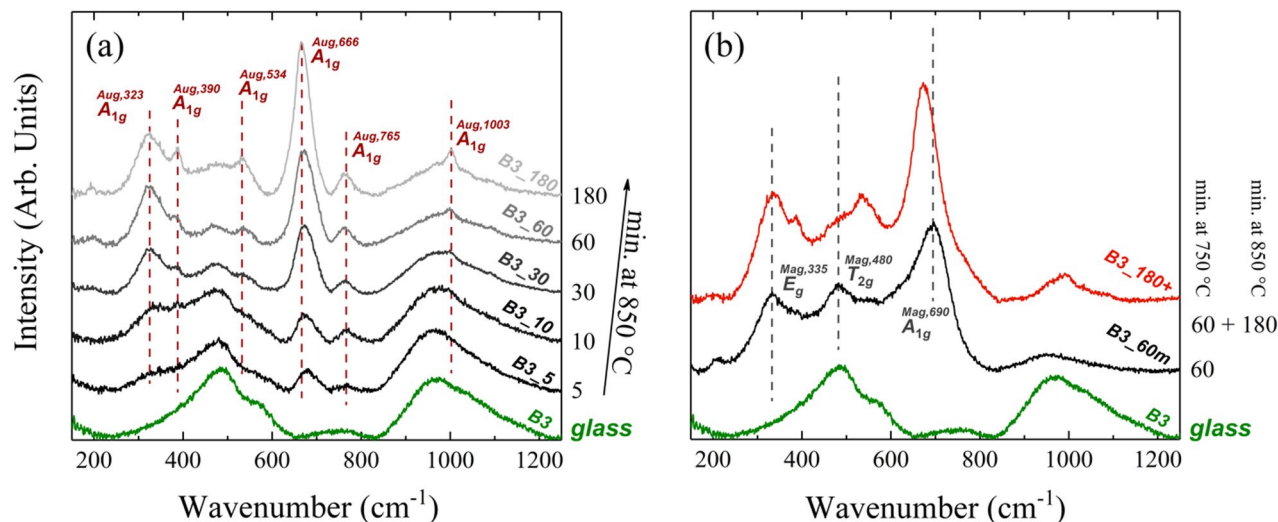 (a)
Aug,666
A1g
Aug,534
A1g
Aug,390
A1g
Aug,323
A1g
Aug,765
A1g
Aug,1003
A1g
B3_180
180
B3_60
60
B3_30
30
B3_10
10
B3_5
5
B3
glass
min. at 850 °C
Intensity (Arb. Units)
200 400 600 800 1000 1200
Wavenumber (cm-1)
(b)
Mag,335
Eg
Mag,480
T2g
Mag,690
A1g
B3_180+
60 + 180
B3_60m
60
B3
glass
min. at 750 °C
min. at 850 °C
200 400 600 800 1000 1200
Wavenumber (cm-1)